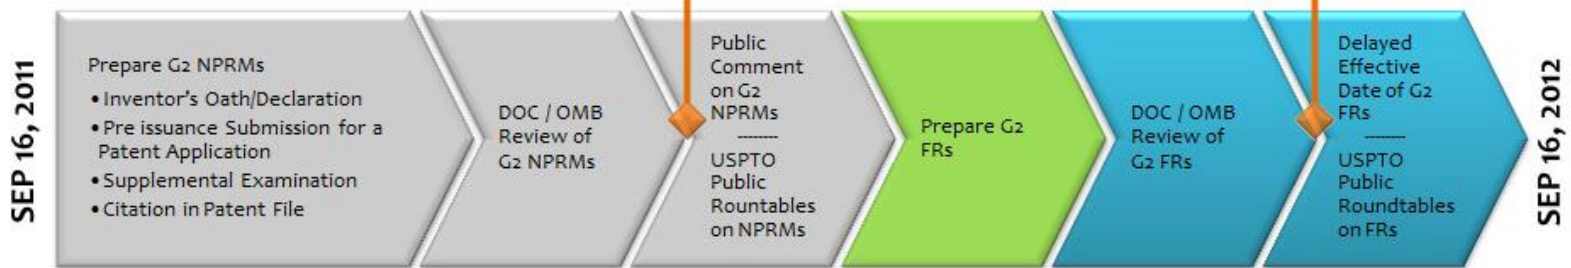 SEP 16, 2011
Prepare G2 NPRMs
• Inventor's Oath/Declaration
• Pre issuance Submission for a
Patent Application
• Supplemental Examination
• Citation in Patent File
DOC / OMB
Review of
G2 NPRMs
Public
Comment
on G2
NPRMs
--------
USPTO
Public
Rountables
on NPRMs
Prepare G2
FRs
DOC / OMB
Review of
G2 FRs
Delayed
Effective
Date of G2
FRs
--------
USPTO
Public
Roundtables
on FRs
SEP 16, 2012